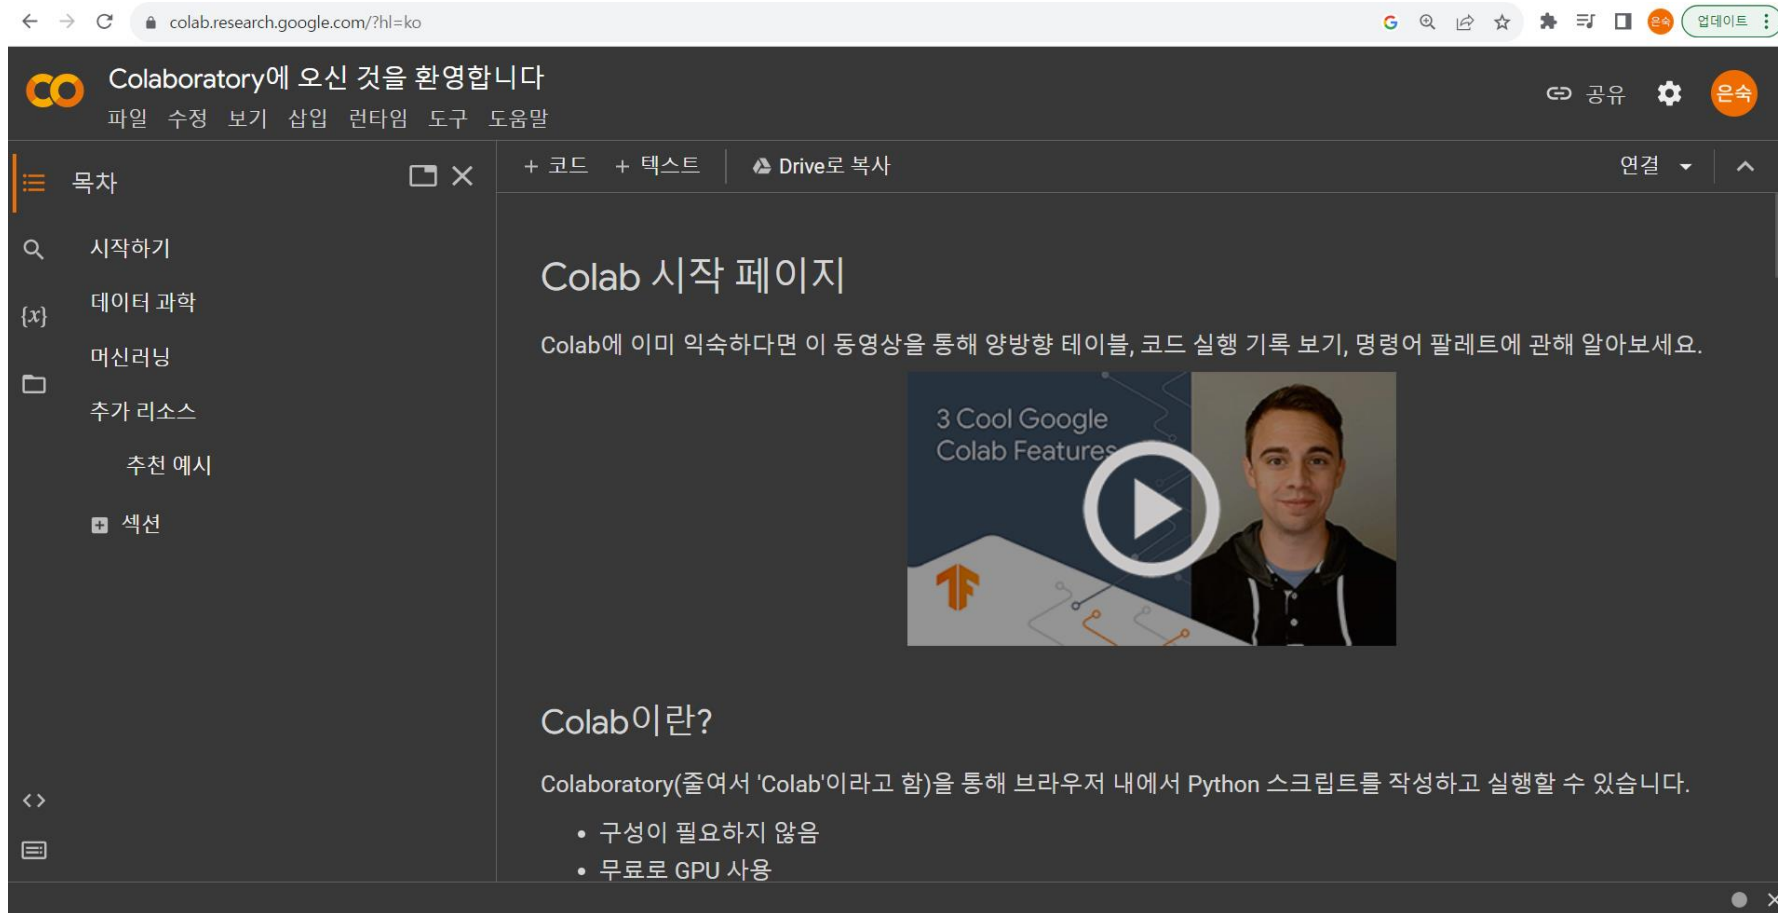 colab.research.google.com/?hl=ko
은숙
업데이트
CO
Colaboratory에 오신 것을 환영합니다
파일 수정 보기 삽입 런타임 도구 도움말
공유
은숙
목차
+ 코드 + 텍스트 Drive로 복사
연결
시작하기
데이터 과학
머신러닝
추가 리소스
추천 예시
섹션
{x}
Colab 시작 페이지
Colab에 이미 익숙하다면 이 동영상을 통해 양방향 테이블, 코드 실행 기록 보기, 명령어 팔레트에 관해 알아보세요.
3 Cool Google
Colab Features
Colab이란?
Colaboratory(줄여서 'Colab'이라고 함)을 통해 브라우저 내에서 Python 스크립트를 작성하고 실행할 수 있습니다.
• 구성이 필요하지 않음
• 무료로 GPU 사용